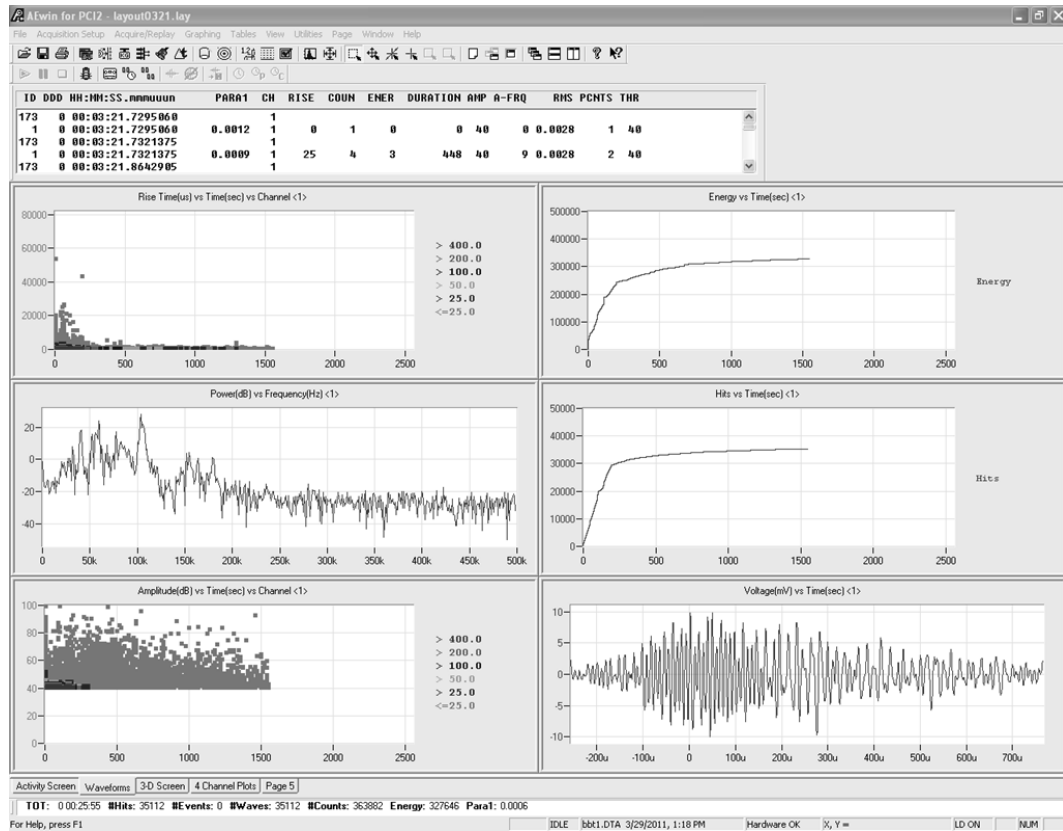 AEwin for PCI2 - layout0321.lay
File Acquisition Setup Acquire/Replay Graphing Tables View Utilities Page Window Help
ID DDD HH:MM:SS.mmmuuun PARA1 CH RISE COUN ENER DURATION AMP A-FRQ RMS PCNTS THR
173 0 00:03:21.7295060 1
1 0 00:03:21.7295060 0.0012 1 0 1 0 0 40 0 0.0028 1 40
173 0 00:03:21.7321375 1
1 0 00:03:21.7321375 0.0009 1 25 4 3 448 40 9 0.0028 2 40
173 0 00:03:21.8642905 1
Rise Time(us) vs Time(sec) vs Channel <1>
80000
60000
40000
20000
0
0 500 1000 1500 2000 2500
> 400.0
> 200.0
> 100.0
> 50.0
> 25.0
<=25.0
Energy vs Time(sec) <1>
500000
400000
300000
200000
100000
0
0 500 1000 1500 2000 2500
Energy
Power(dB) vs Frequency(Hz) <1>
20
0
-20
-40
0 50k 100k 150k 200k 250k 300k 350k 400k 450k 500k
Hits vs Time(sec) <1>
50000
40000
30000
20000
10000
0
0 500 1000 1500 2000 2500
Hits
Amplitude(dB) vs Time(sec) vs Channel <1>
100
80
60
40
20
0
0 500 1000 1500 2000 2500
> 400.0
> 200.0
> 100.0
> 50.0
> 25.0
<=25.0
Voltage(mV) vs Time(sec) <1>
10
5
0
-5
-10
-200u -100u 0 100u 200u 300u 400u 500u 600u 700u
Activity Screen Waveforms 3-D Screen 4 Channel Plots Page 5
TOT: 0 00:25:55 #Hits: 35112 #Events: 0 #Waves: 35112 #Counts: 363882 Energy: 327646 Para1: 0.0006
For Help, press F1 IDLE bbt1.DTA 3/29/2011, 1:18 PM Hardware OK X, Y = LD ON NUM